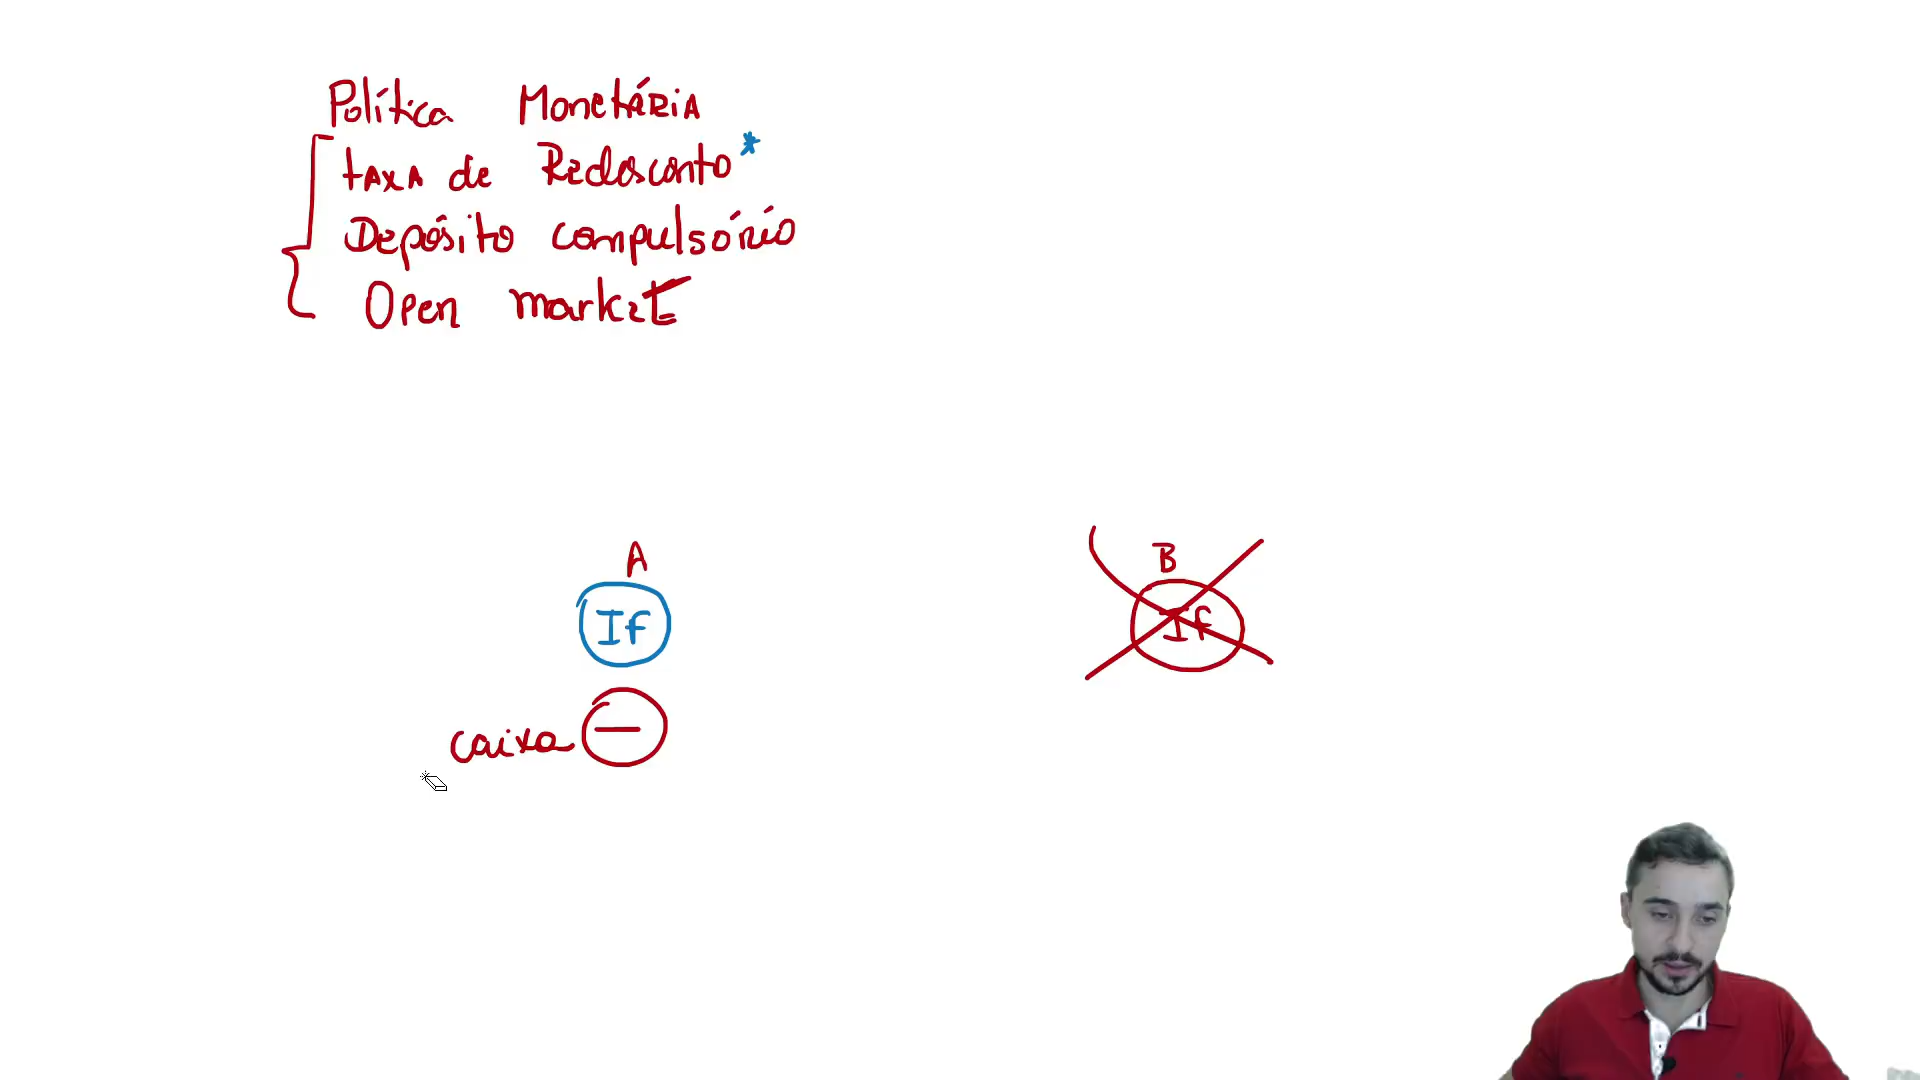 Política Monetária
taxa de Redesconto*
Depósito compulsório
Open market
A
If
B
If
caixa −